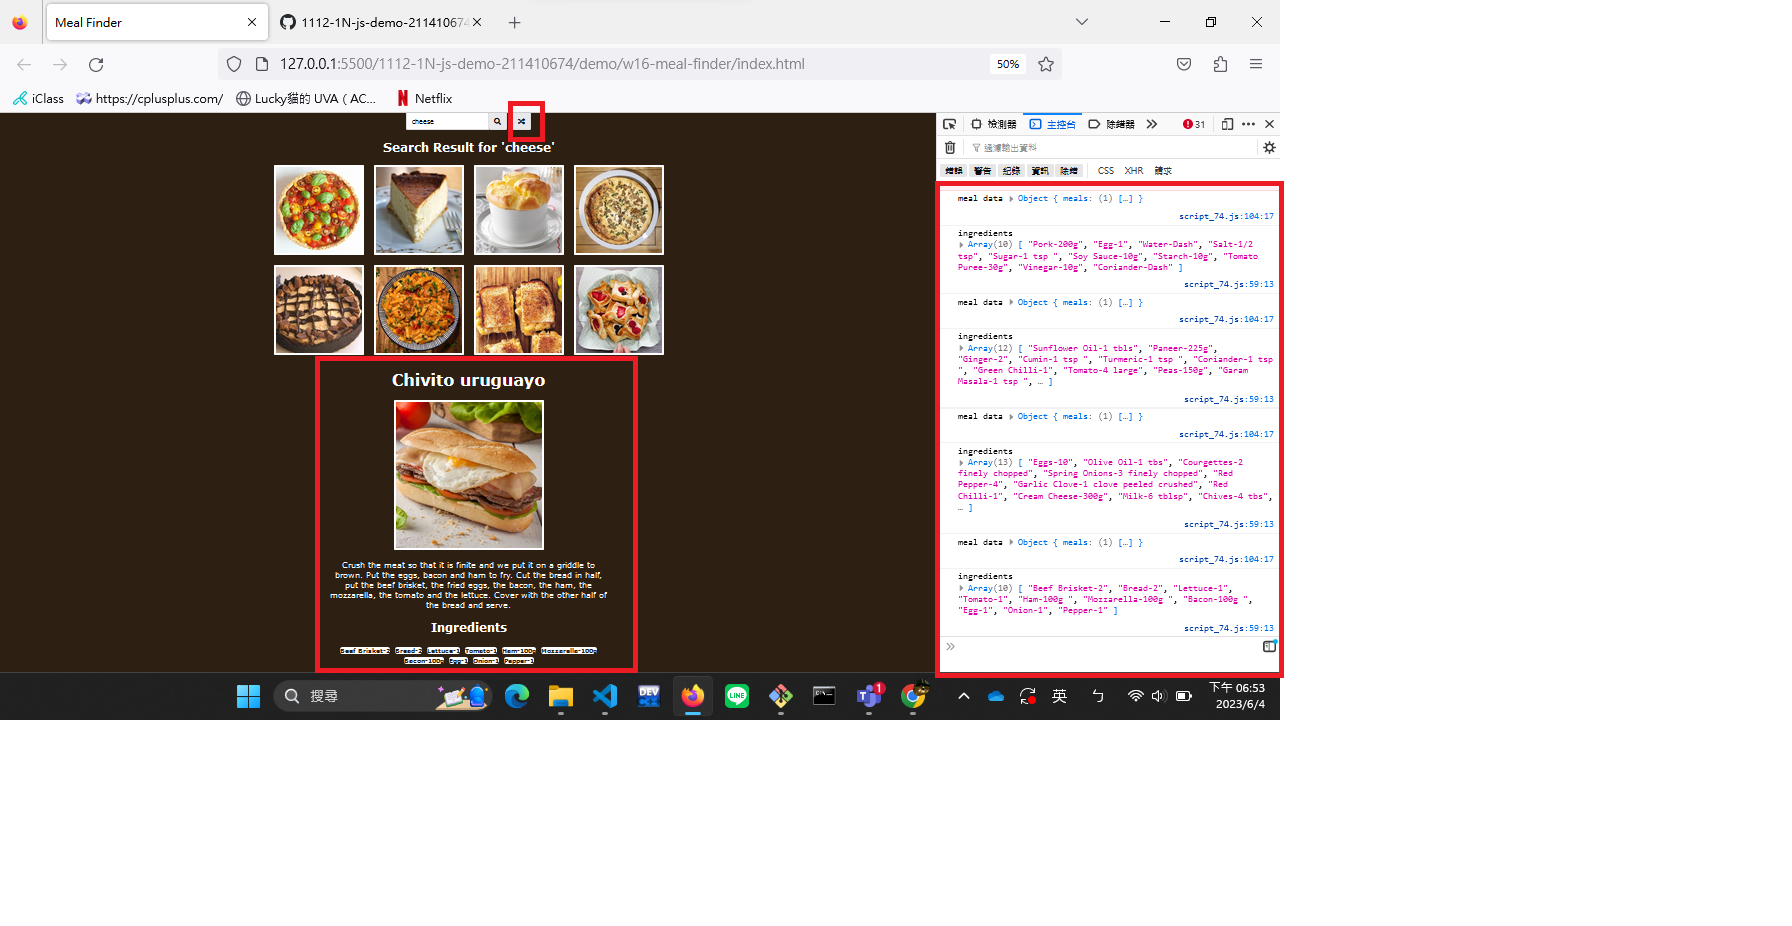 Meal Finder
1112-1N-js-demo-211410674
127.0.0.1:5500/1112-1N-js-demo-211410674/demo/w16-meal-finder/index.html
50%
iClass
https://cplusplus.com/
Lucky貓的 UVA ( AC...
Netflix
cheese
Search Result for 'cheese'
Chivito uruguayo
Crush the meat so that it is finite and we put it on a griddle to
brown. Put the eggs, bacon and ham to fry. Cut the bread in half,
put the beef brisket, the fried eggs, the bacon, the ham, the
mozzarella, the tomato and the lettuce. Cover with the other half of
the bread and serve.
Ingredients
Beef Brisket-2 Bread-2 Lettuce-1 Tomato-1 Ham-100g Mozzarella-100g
Bacon-100g Egg-1 Onion-1 Pepper-1
檢測器 主控台 除錯器 31
過濾輸出資料
錯誤 警告 紀錄 資訊 除錯 CSS XHR 請求
meal data Object { meals: (1) […] }
script_74.js:104:17
ingredients
Array(10) [ "Pork-200g", "Egg-1", "Water-Dash", "Salt-1/2
tsp", "Sugar-1 tsp ", "Soy Sauce-10g", "Starch-10g", "Tomato
Puree-30g", "Vinegar-10g", "Coriander-Dash" ]
script_74.js:59:13
meal data Object { meals: (1) […] }
script_74.js:104:17
ingredients
Array(12) [ "Sunflower Oil-1 tbls", "Paneer-225g",
"Ginger-2", "Cumin-1 tsp ", "Turmeric-1 tsp ", "Coriander-1 tsp
", "Green Chilli-1", "Tomato-4 large", "Peas-150g", "Garam
Masala-1 tsp ", … ]
script_74.js:59:13
meal data Object { meals: (1) […] }
script_74.js:104:17
ingredients
Array(13) [ "Eggs-10", "Olive Oil-1 tbs", "Courgettes-2
finely chopped", "Spring Onions-3 finely chopped", "Red
Pepper-4", "Garlic Clove-1 clove peeled crushed", "Red
Chilli-1", "Cream Cheese-300g", "Milk-6 tblsp", "Chives-4 tbs",
… ]
script_74.js:59:13
meal data Object { meals: (1) […] }
script_74.js:104:17
ingredients
Array(10) [ "Beef Brisket-2", "Bread-2", "Lettuce-1",
"Tomato-1", "Ham-100g ", "Mozzarella-100g ", "Bacon-100g ",
"Egg-1", "Onion-1", "Pepper-1" ]
script_74.js:59:13
搜尋
DEV
LINE
1
英
ㄅ
下午 06:53
2023/6/4